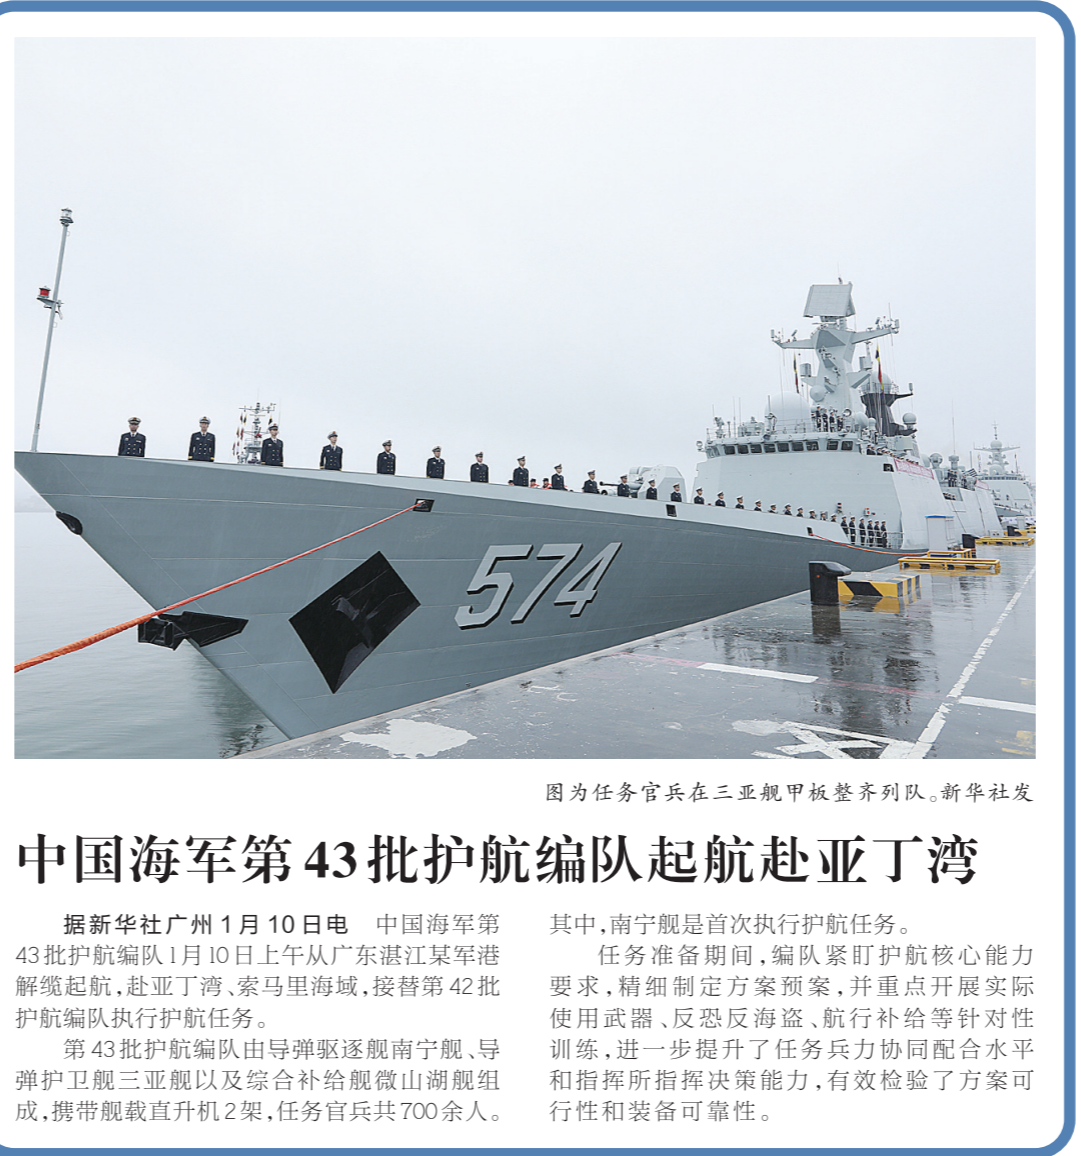 574
图为任务官兵在三亚舰甲板整齐列队。新华社发
中国海军第43批护航编队起航赴亚丁湾
据新华社广州1月10日电 中国海军第
43批护航编队1月10日上午从广东湛江某军港
解缆起航,赴亚丁湾、索马里海域,接替第42批
护航编队执行护航任务。
第43批护航编队由导弹驱逐舰南宁舰、导
弹护卫舰三亚舰以及综合补给舰微山湖舰组
成,携带舰载直升机2架,任务官兵共700余人。
其中,南宁舰是首次执行护航任务。
任务准备期间,编队紧盯护航核心能力
要求,精细制定方案预案,并重点开展实际
使用武器、反恐反海盗、航行补给等针对性
训练,进一步提升了任务兵力协同配合水平
和指挥所指挥决策能力,有效检验了方案可
行性和装备可靠性。